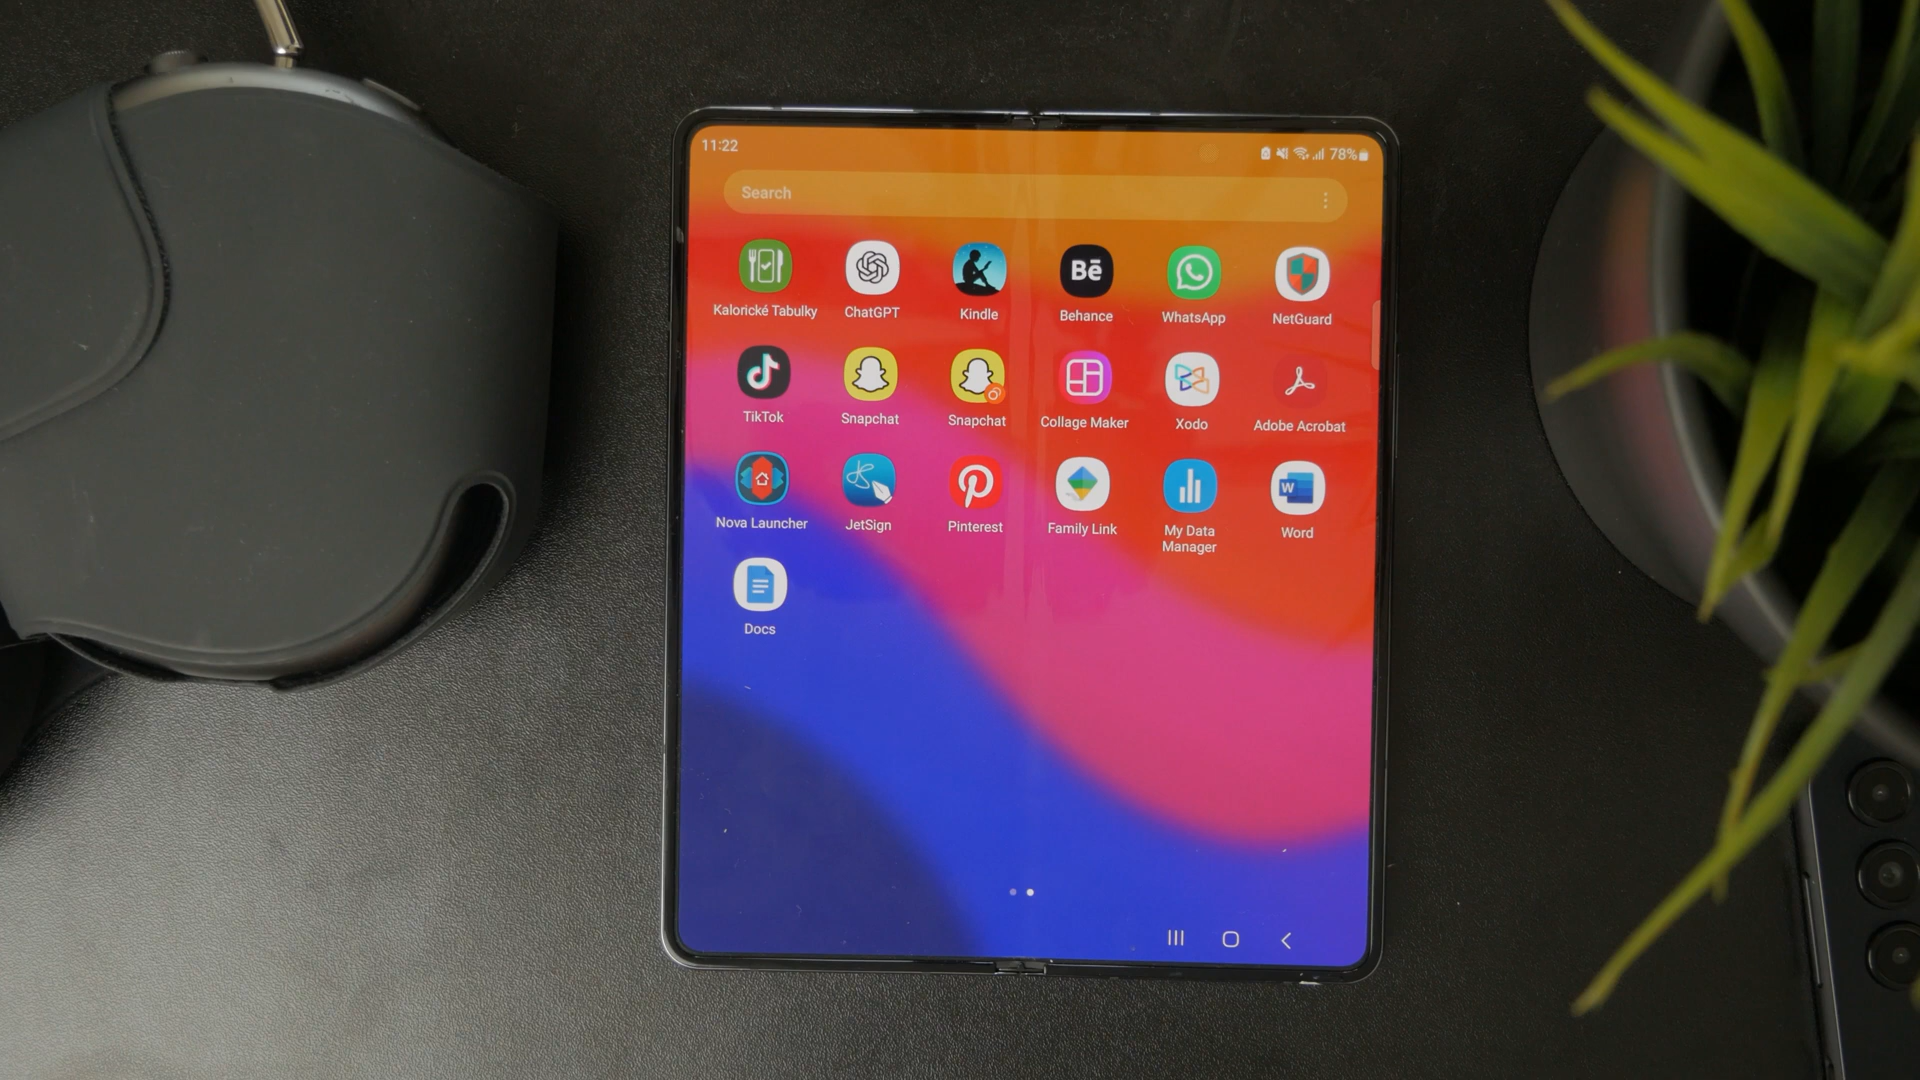 11:22
78%
Search
Bē
Kalorické Tabulky
ChatGPT
Kindle
Behance
WhatsApp
NetGuard
TikTok
Snapchat
Snapchat
Collage Maker
Xodo
Adobe Acrobat
W
Nova Launcher
JetSign
Pinterest
Family Link
My Data
Manager
Word
Docs